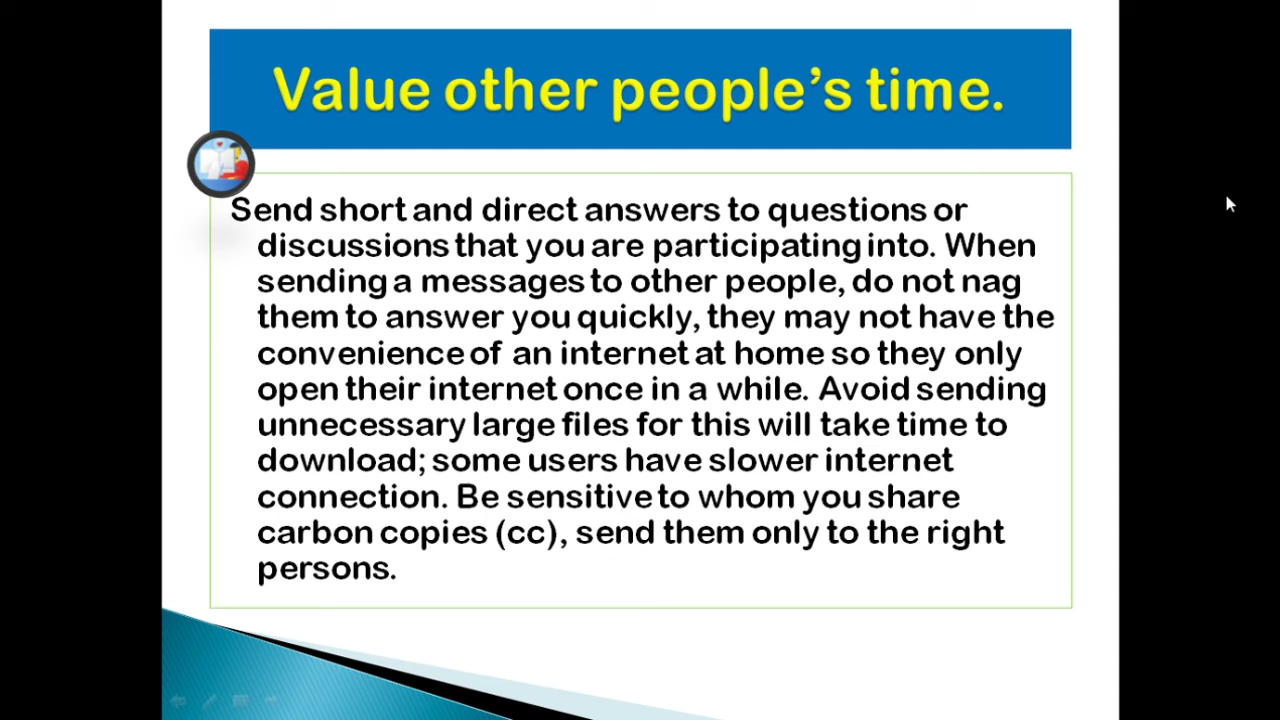 Value other people’s time.
Send short and direct answers to questions or
discussions that you are participating into. When
sending a messages to other people, do not nag
them to answer you quickly, they may not have the
convenience of an internet at home so they only
open their internet once in a while. Avoid sending
unnecessary large files for this will take time to
download; some users have slower internet
connection. Be sensitive to whom you share
carbon copies (cc), send them only to the right
persons.